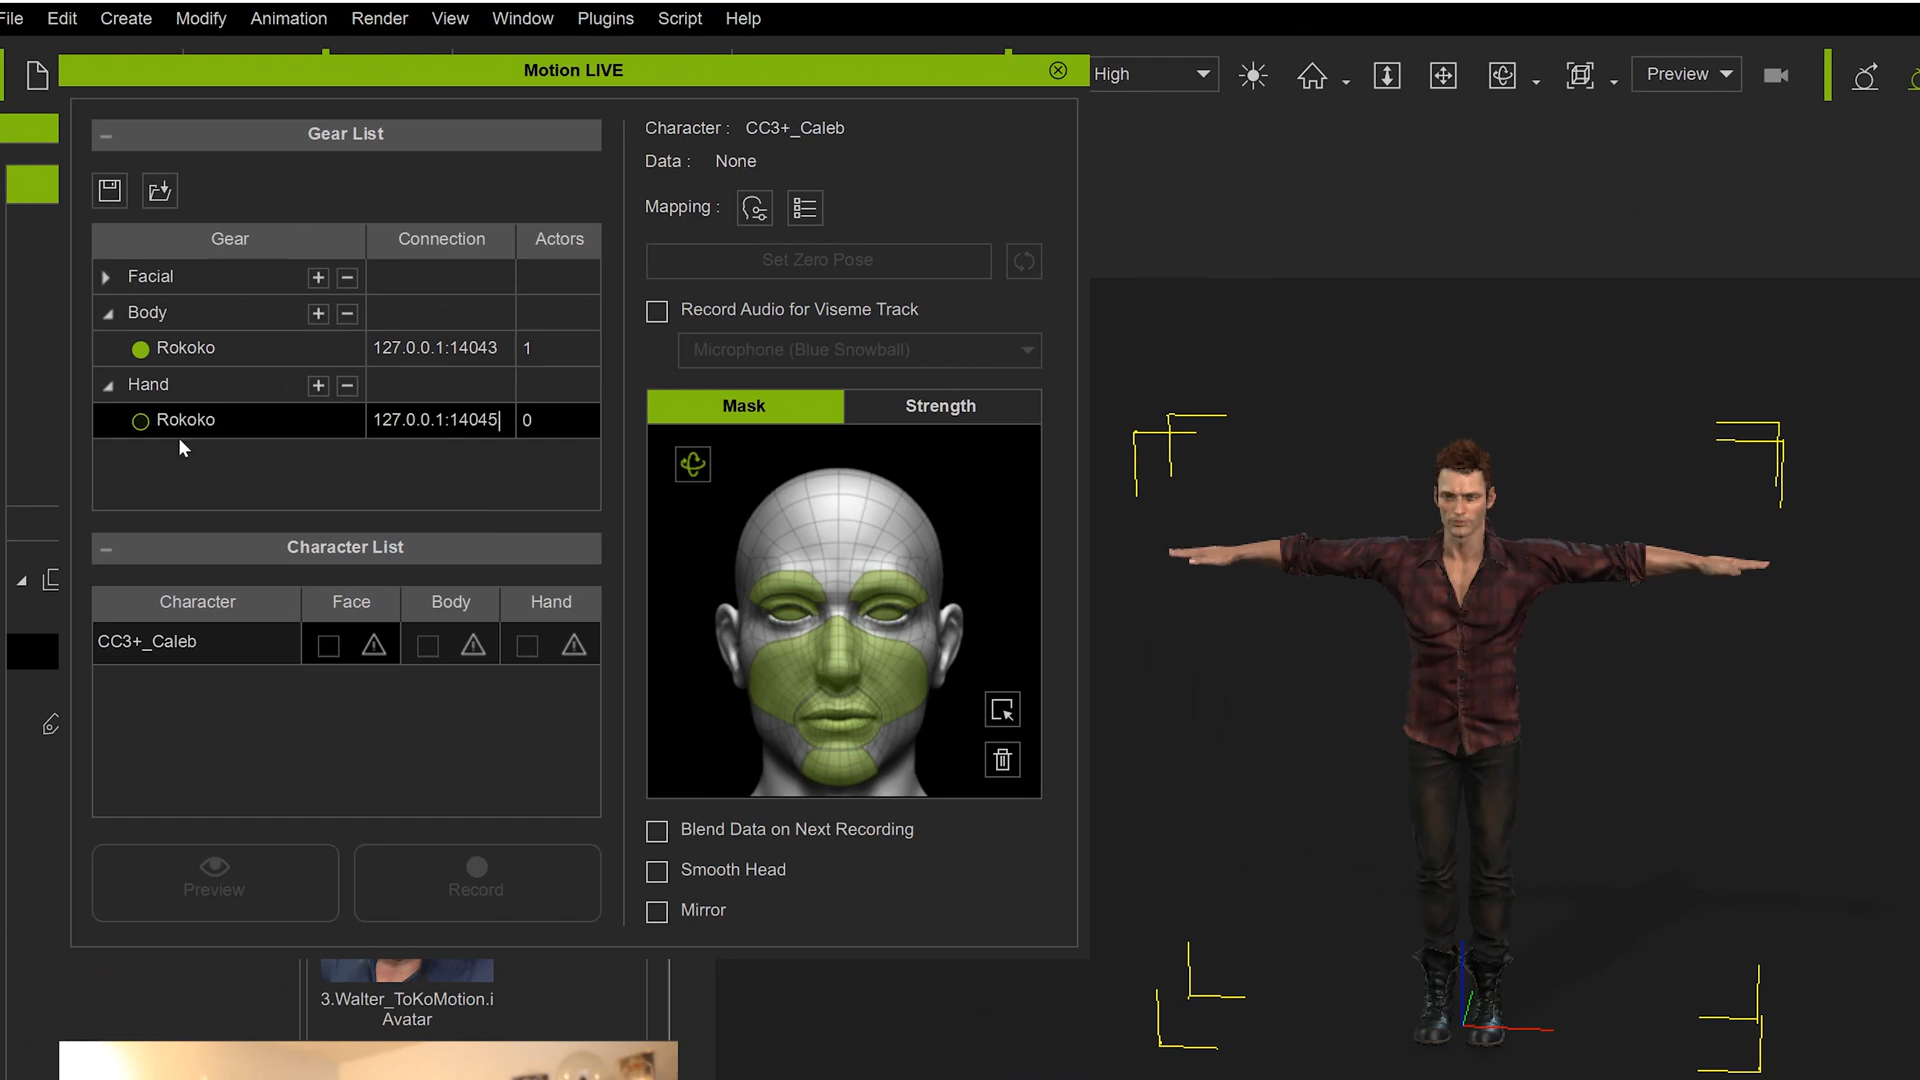 File Edit Create Modify Animation Render View Window Plugins Script Help
Motion LIVE
High
Preview
Gear List
Gear Connection Actors
Facial + −
Body + −
Rokoko 127.0.0.1:14043 1
Hand + −
Rokoko 127.0.0.1:14045 0
Character List
Character Face Body Hand
CC3+_Caleb
Preview Record
Character : CC3+_Caleb
Data : None
Mapping :
Set Zero Pose
Record Audio for Viseme Track
Microphone (Blue Snowball)
Mask Strength
Blend Data on Next Recording
Smooth Head
Mirror
3.Walter_ToKoMotion.i
Avatar